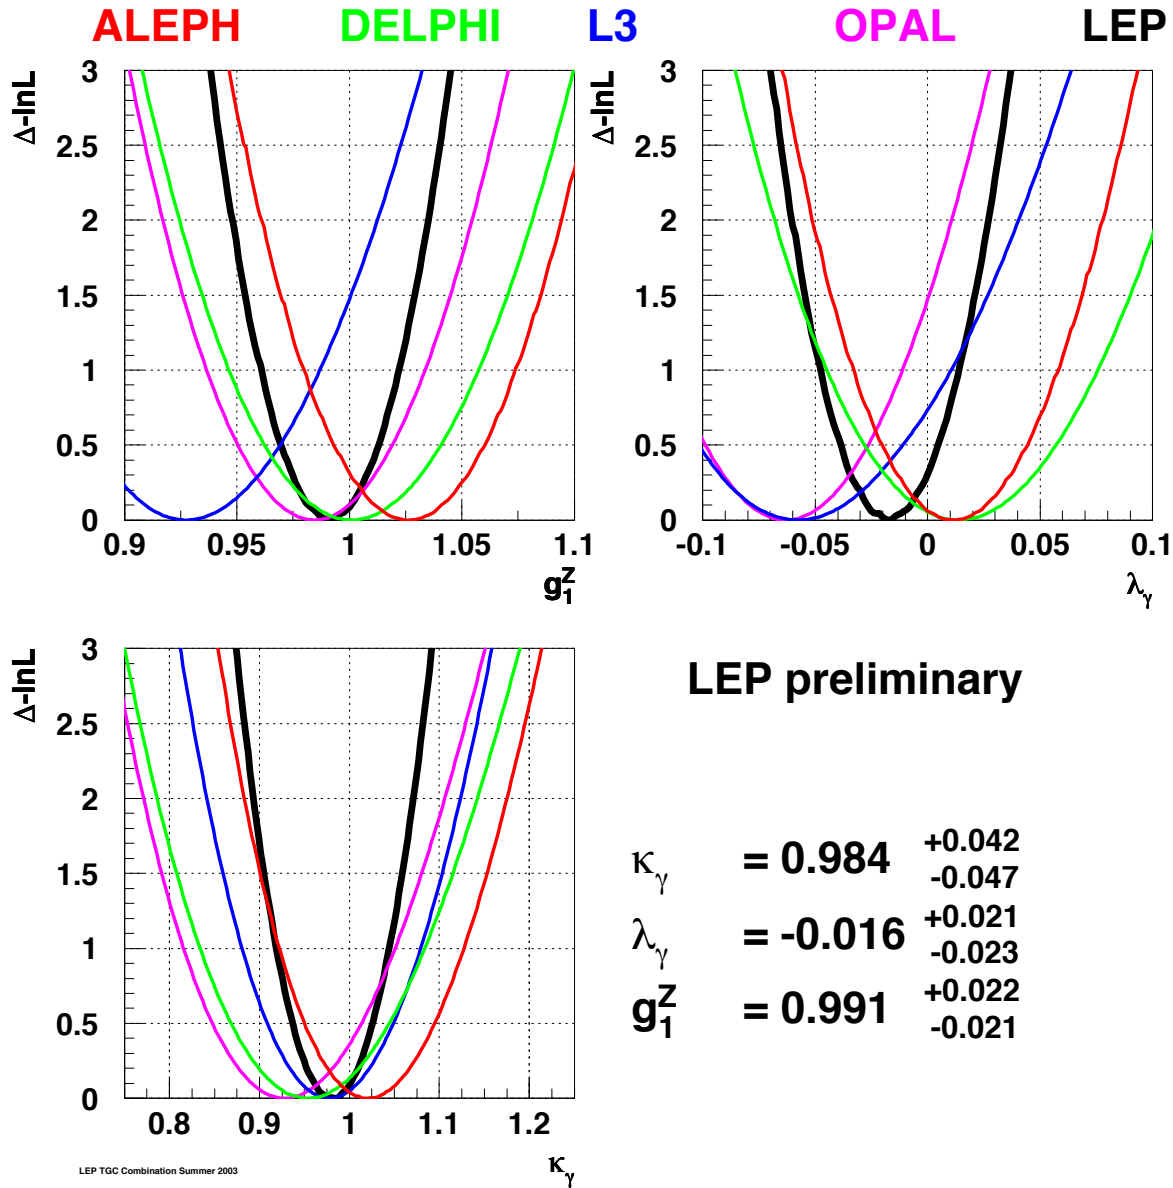 ALEPH DELPHI L3 OPAL LEP
Δ-lnL
3
2.5
2
1.5
1
0.5
0
0.9 0.95 1 1.05 1.1
g₁ᶻ
Δ-lnL
3
2.5
2
1.5
1
0.5
0
-0.1 -0.05 0 0.05 0.1
λᵧ
Δ-lnL
3
2.5
2
1.5
1
0.5
0
0.8 0.9 1 1.1 1.2
κᵧ
LEP preliminary
κᵧ = 0.984 +0.042 -0.047
λᵧ = -0.016 +0.021 -0.023
g₁ᶻ = 0.991 +0.022 -0.021
LEP TGC Combination Summer 2003